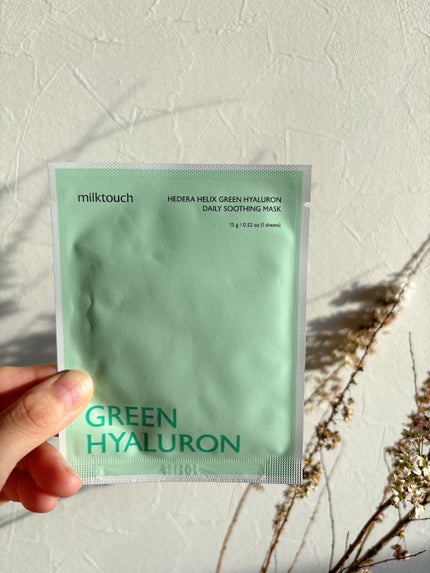 milktouch
HEDERA HELIX GREEN HYALURON
DAILY SOOTHING MASK
15 g / 0.52 oz (1 sheets)
GREEN
HYALURON